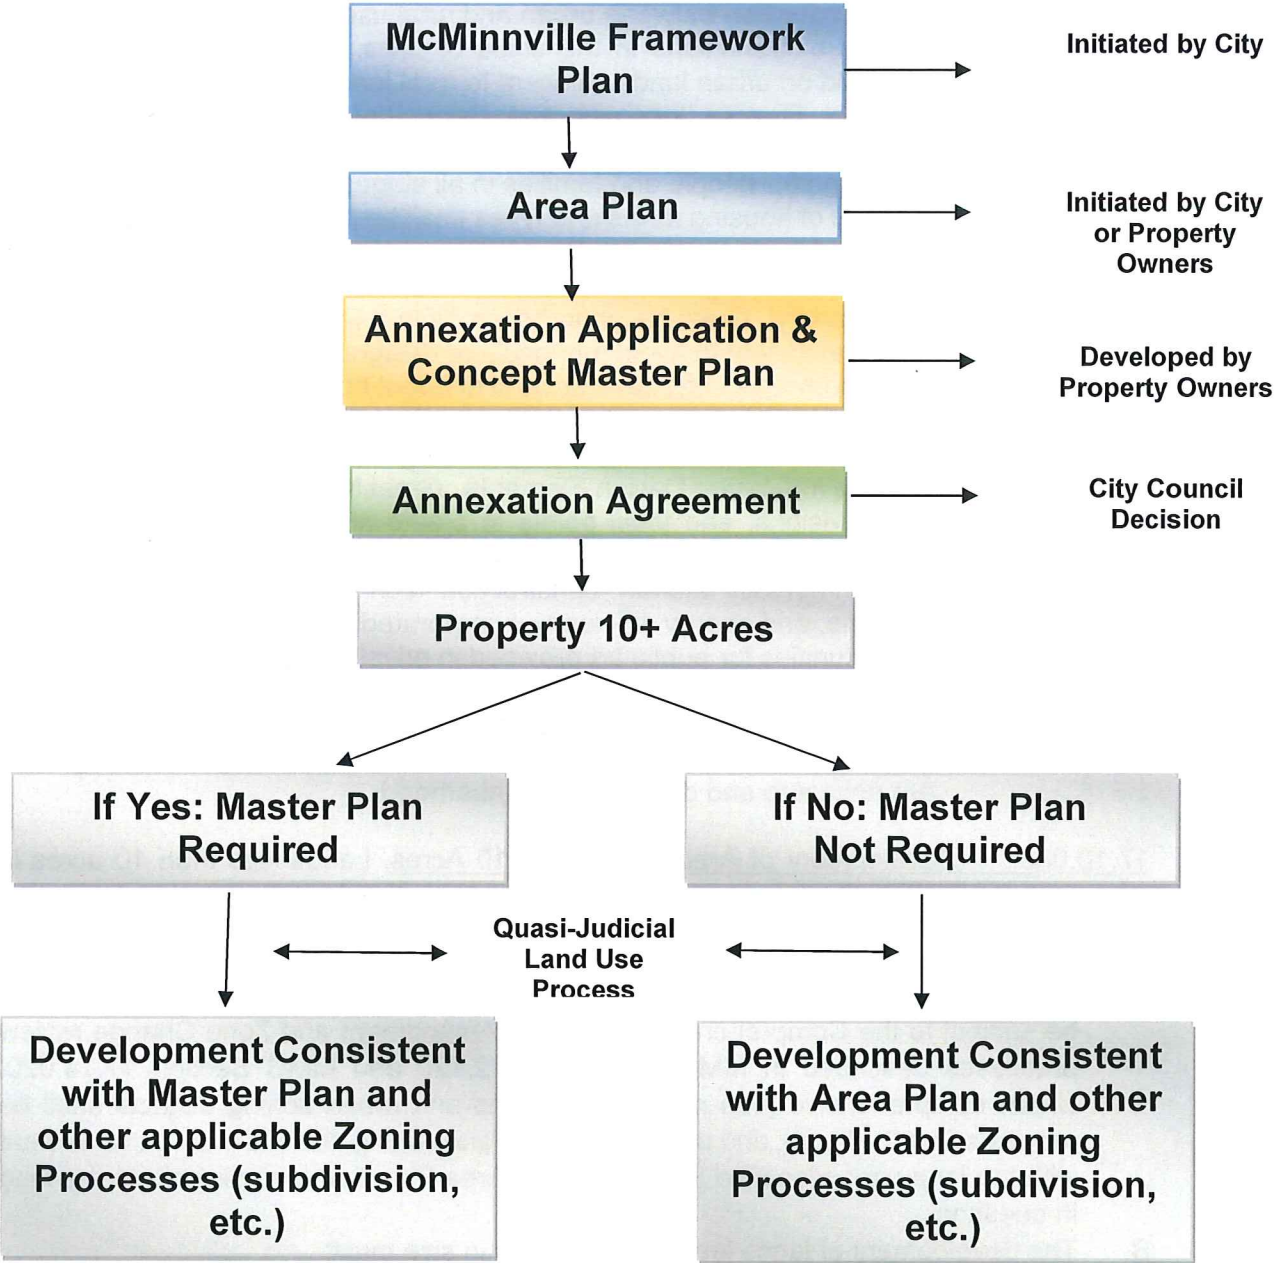 McMinnville Framework
Plan
Initiated by City
Area Plan
Initiated by City
or Property
Owners
Annexation Application &
Concept Master Plan
Developed by
Property Owners
Annexation Agreement
City Council
Decision
Property 10+ Acres
If Yes: Master Plan
Required
If No: Master Plan
Not Required
Quasi-Judicial
Land Use
Process
Development Consistent
with Master Plan and
other applicable Zoning
Processes (subdivision,
etc.)
Development Consistent
with Area Plan and other
applicable Zoning
Processes (subdivision,
etc.)